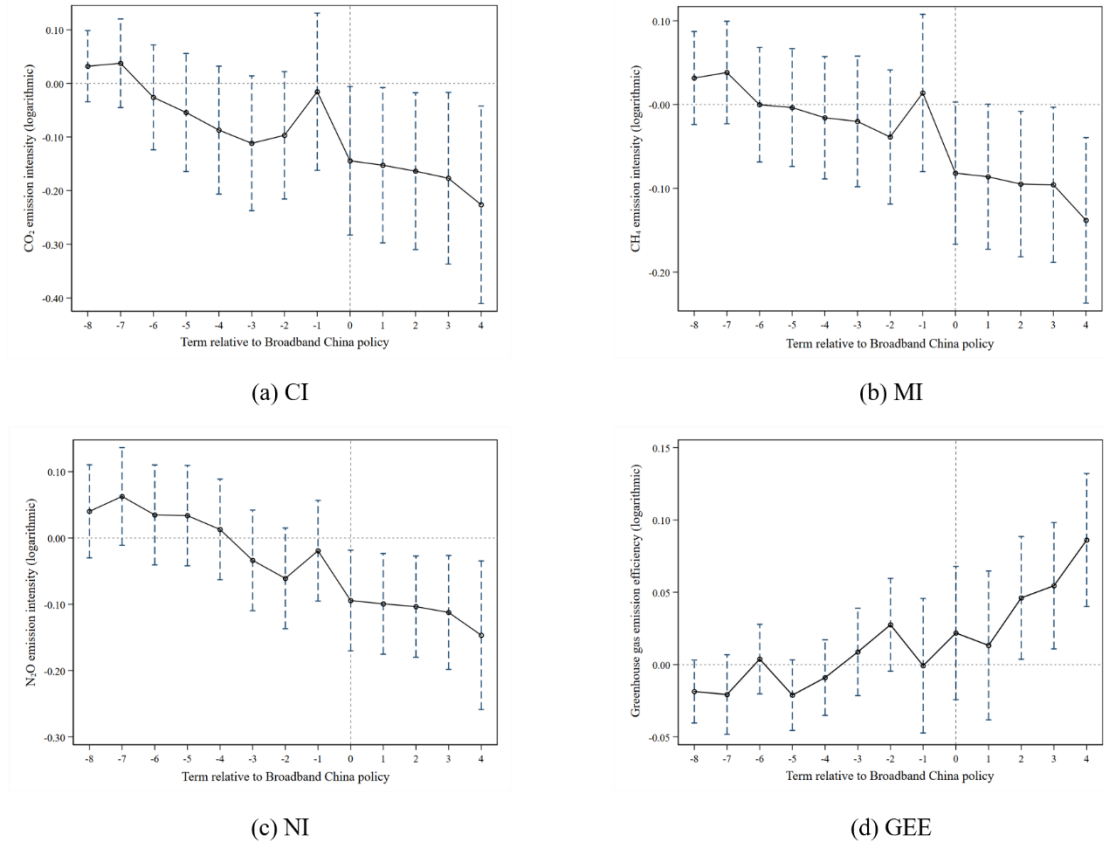 CO₂ emission intensity (logarithmic)
0.10
0.00
-0.10
-0.20
-0.30
-0.40
-8 -7 -6 -5 -4 -3 -2 -1 0 1 2 3 4
Term relative to Broadband China policy
(a) CI
CH₄ emission intensity (logarithmic)
0.10
-0.00
-0.10
-0.20
-8 -7 -6 -5 -4 -3 -2 -1 0 1 2 3 4
Term relative to Broadband China policy
(b) MI
N₂O emission intensity (logarithmic)
0.10
0.00
-0.10
-0.20
-0.30
-8 -7 -6 -5 -4 -3 -2 -1 0 1 2 3 4
Term relative to Broadband China policy
(c) NI
Greenhouse gas emission efficiency (logarithmic)
0.15
0.10
0.05
0.00
-0.05
-8 -7 -6 -5 -4 -3 -2 -1 0 1 2 3 4
Term relative to Broadband China policy
(d) GEE